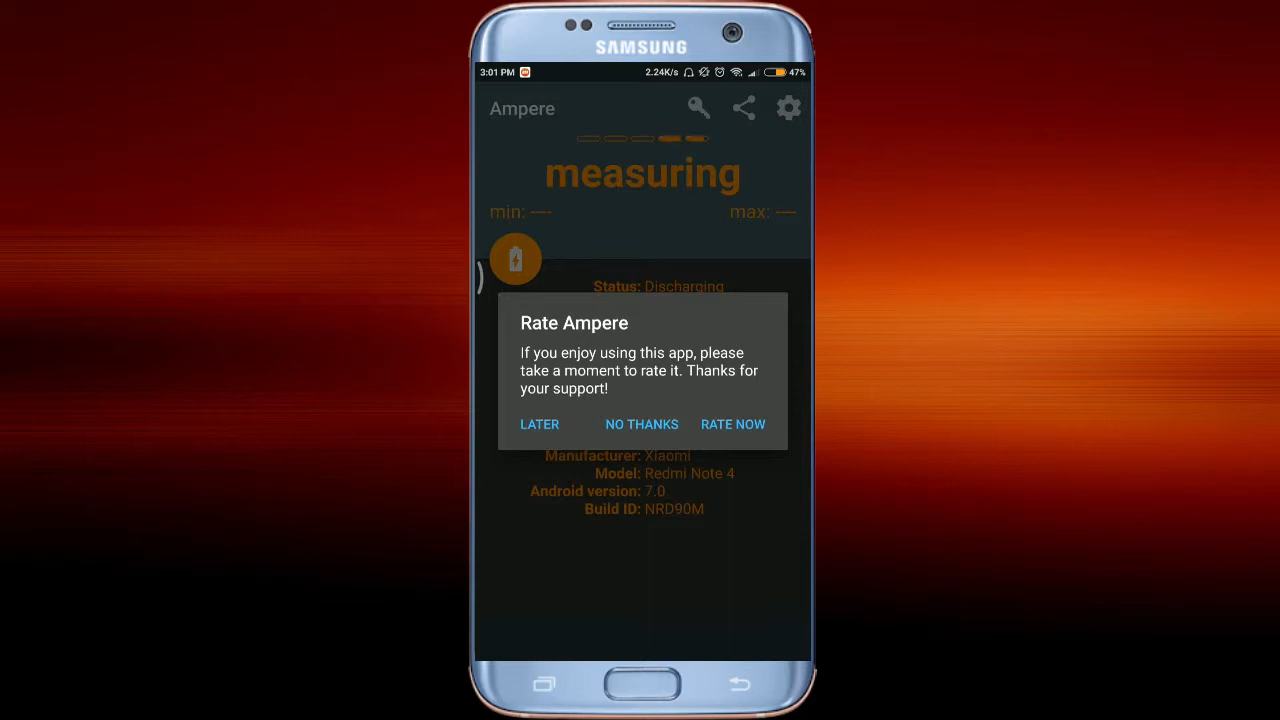 SAMSUNG
3:01 PM 2.24K/s 47%
Ampere
measuring
min: ---- max: ----
Status: Discharging
Rate Ampere
If you enjoy using this app, please
take a moment to rate it. Thanks for
your support!
LATER NO THANKS RATE NOW
Manufacturer: Xiaomi
Model: Redmi Note 4
Android version: 7.0
Build ID: NRD90M